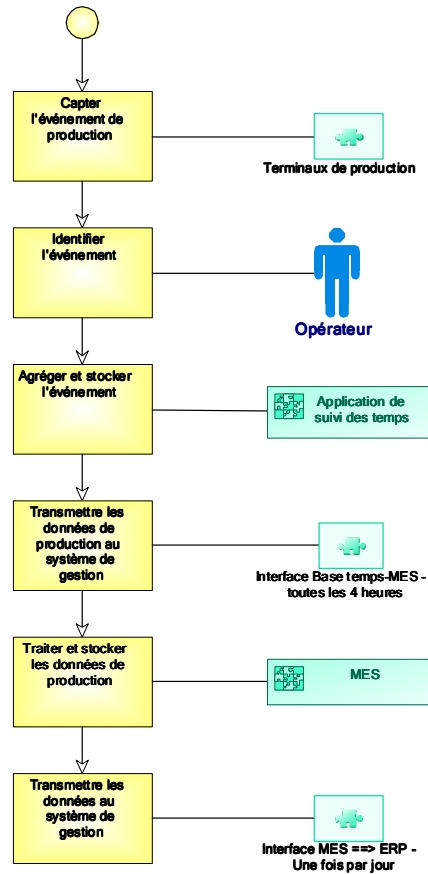 Capter
l'événement de
production
Terminaux de production
Identifier
l'événement
Opérateur
Agréger et stocker
l'événement
Application de
suivi des temps
Transmettre les
données de
production au
système de
gestion
Interface Base temps-MES -
toutes les 4 heures
Traiter et stocker
les données de
production
MES
Transmettre les
données au
système de
gestion
Interface MES ==> ERP -
Une fois par jour